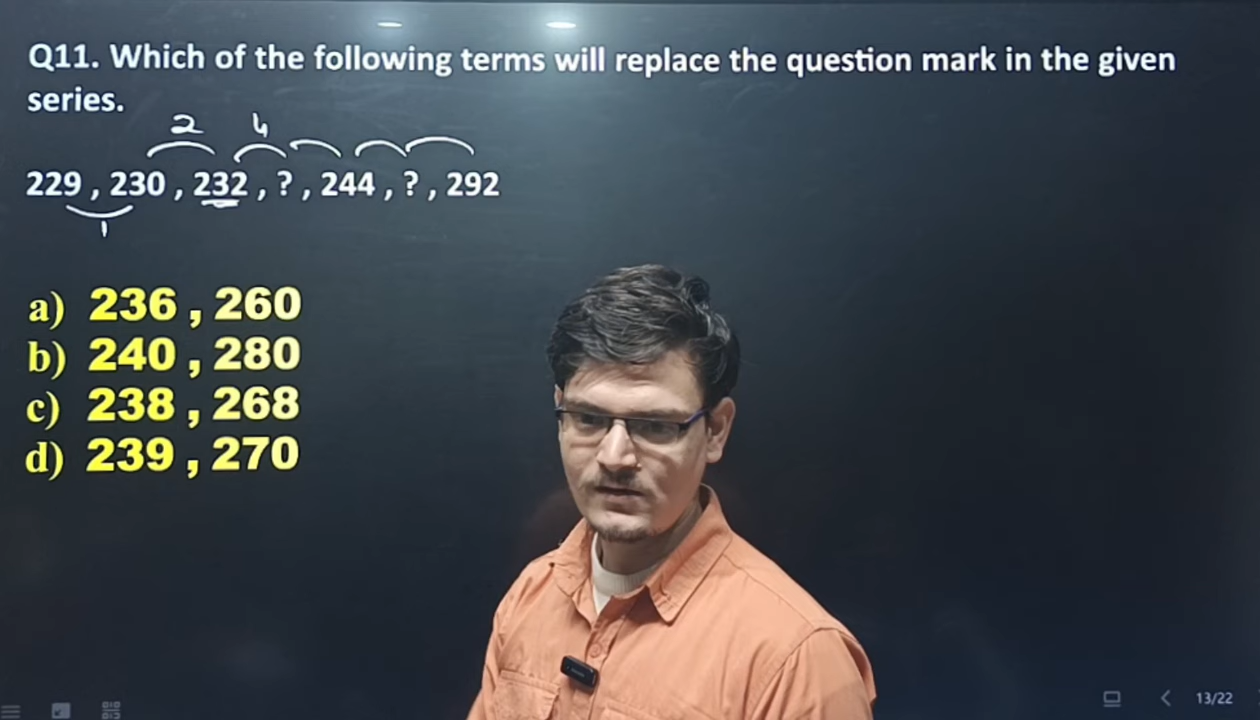 Q11. Which of the following terms will replace the question mark in the given
series.
2 4
229 , 230 , 232 , ? , 244 , ? , 292
1
a) 236 , 260
b) 240 , 280
c) 238 , 268
d) 239 , 270
13/22